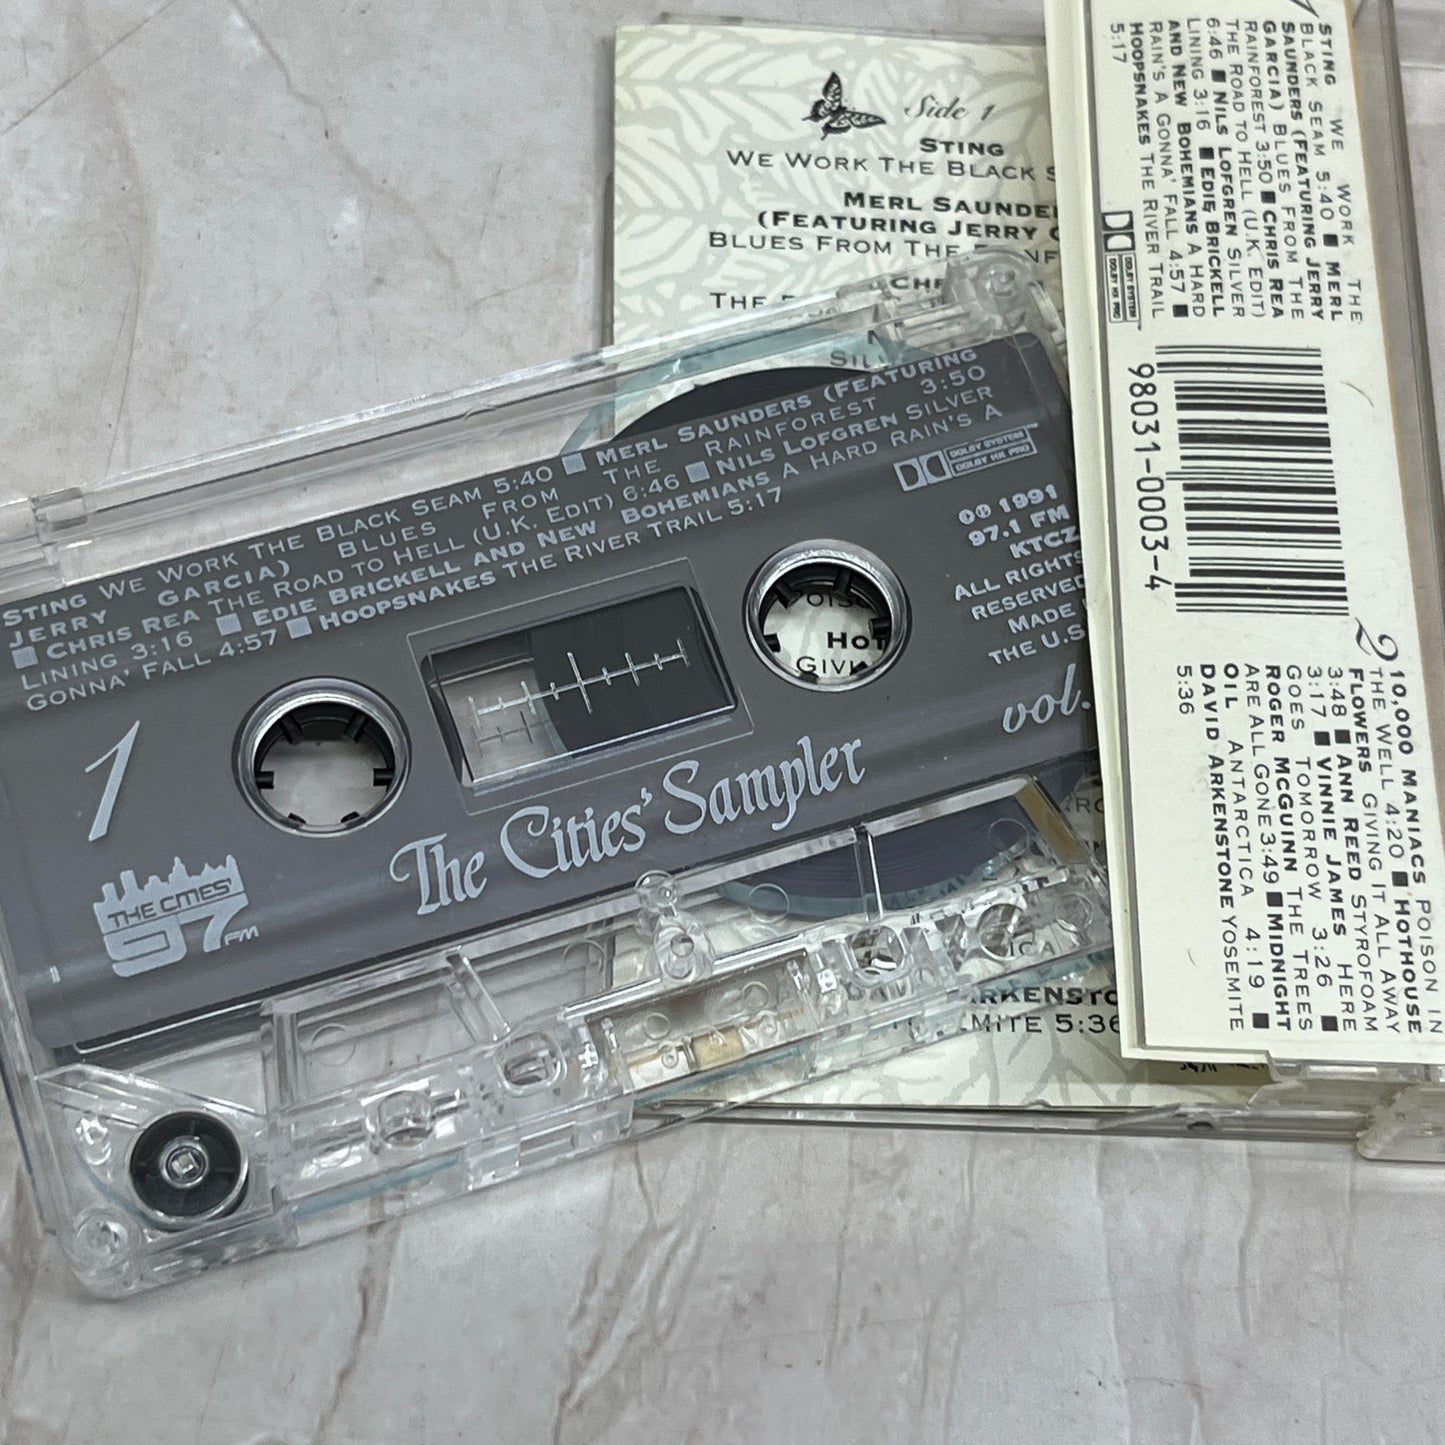 Side 1
STING
WE WORK THE BLACK
MERL
(FEATURING JERRY
BLUES FROM THE
THE
STING WE WORK THE BLACK SEAM 5:40 ■ MERL SAUNDERS (FEATURING
JERRY GARCIA) BLUES FROM THE RAINFOREST 3:50
■ CHRIS REA THE ROAD TO HELL (U.K. EDIT) 6:46 ■ NILS LOFGREN SILVER
LINING 3:16 ■ EDIE BRICKELL AND NEW BOHEMIANS A HARD RAIN'S A
GONNA' FALL 4:57 ■ HOOPSNAKES THE RIVER TRAIL 5:17
DOLBY SYSTEM
DOLBY HX PRO
©℗ 1991
97.1 FM
KTCZ
ALL RIGHTS
RESERVED
MADE
THE U.S.
vol.
1
The Cities' Sampler
THE CITIES'
97
FM
5:36
1
STING WE WORK THE
BLACK SEAM 5:40 ■ MERL
SAUNDERS (FEATURING JERRY
GARCIA) BLUES FROM THE
RAINFOREST 3:50 ■ CHRIS REA
THE ROAD TO HELL (U.K. EDIT)
6:46 ■ NILS LOFGREN SILVER
LINING 3:16 ■ EDIE BRICKELL
AND NEW BOHEMIANS A HARD
RAIN'S A GONNA' FALL 4:57 ■
HOOPSNAKES THE RIVER TRAIL
5:17
DOLBY SYSTEM
DOLBY HX PRO
98031-0003-4
2
10,000 MANIACS POISON IN
THE WELL 4:20 ■ HOTHOUSE
FLOWERS GIVING IT ALL AWAY
3:48 ■ ANN REED STYROFOAM
3:17 ■ VINNIE JAMES HERE
GOES TOMORROW 3:26 ■
ROGER MCGUINN THE TREES
ARE ALL GONE 3:49 ■ MIDNIGHT
OIL ANTARCTICA 4:19 ■
DAVID ARKENSTONE YOSEMITE
5:36